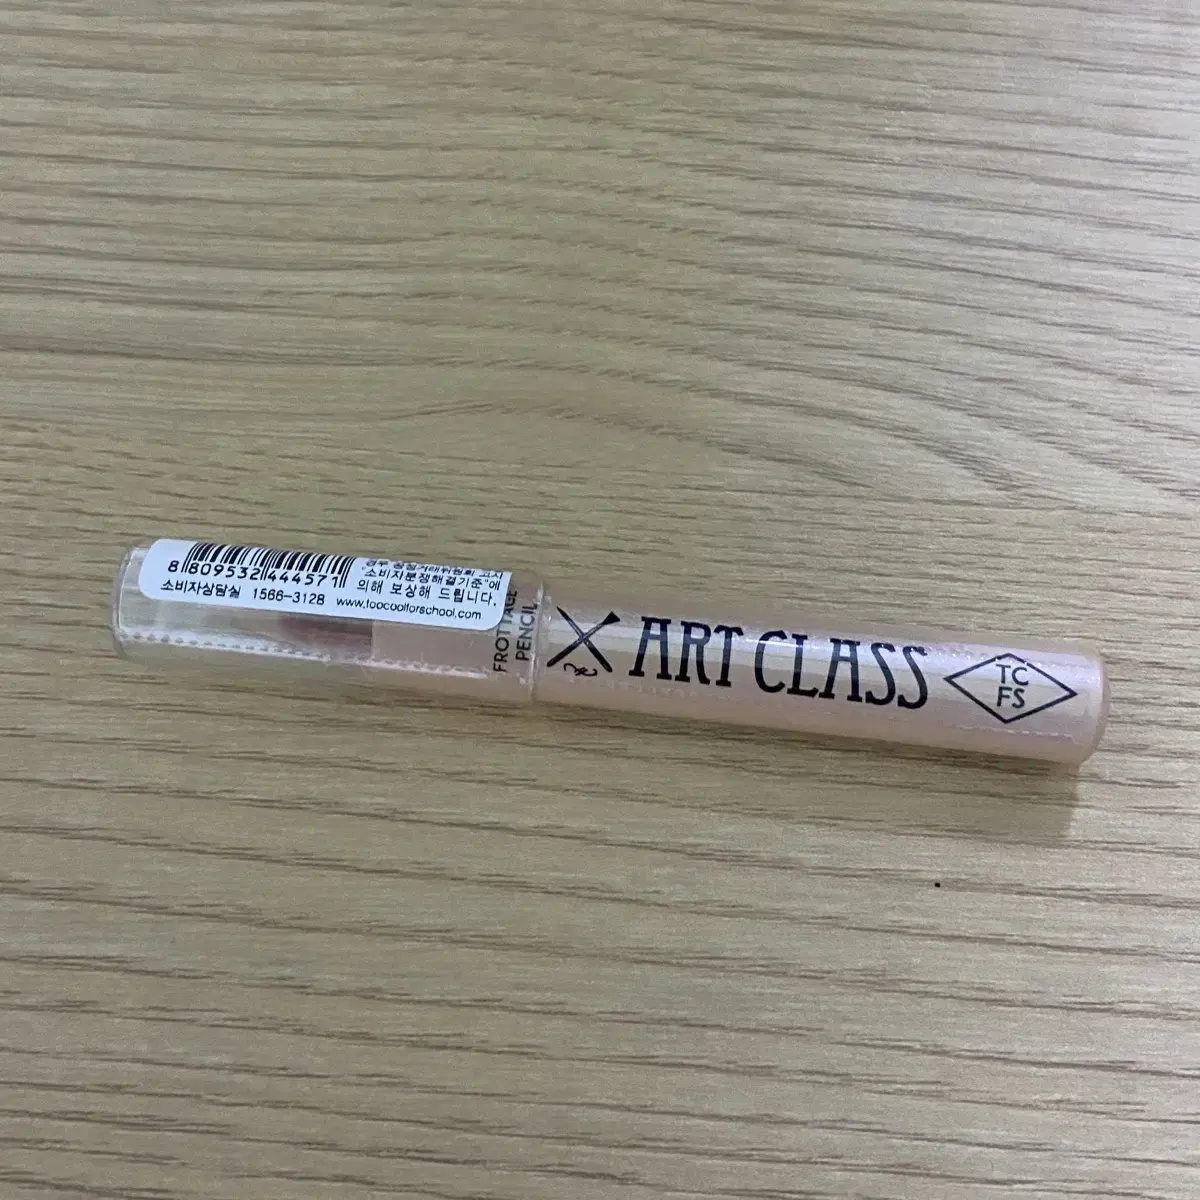 소비자분쟁해결기준"에
8 809532 444571
의해 보상해 드립니다.
소비자상담실 1566-3128 www.toocoolforschool.com
FROTTAGE
PENCIL
ART CLASS
TC
FS